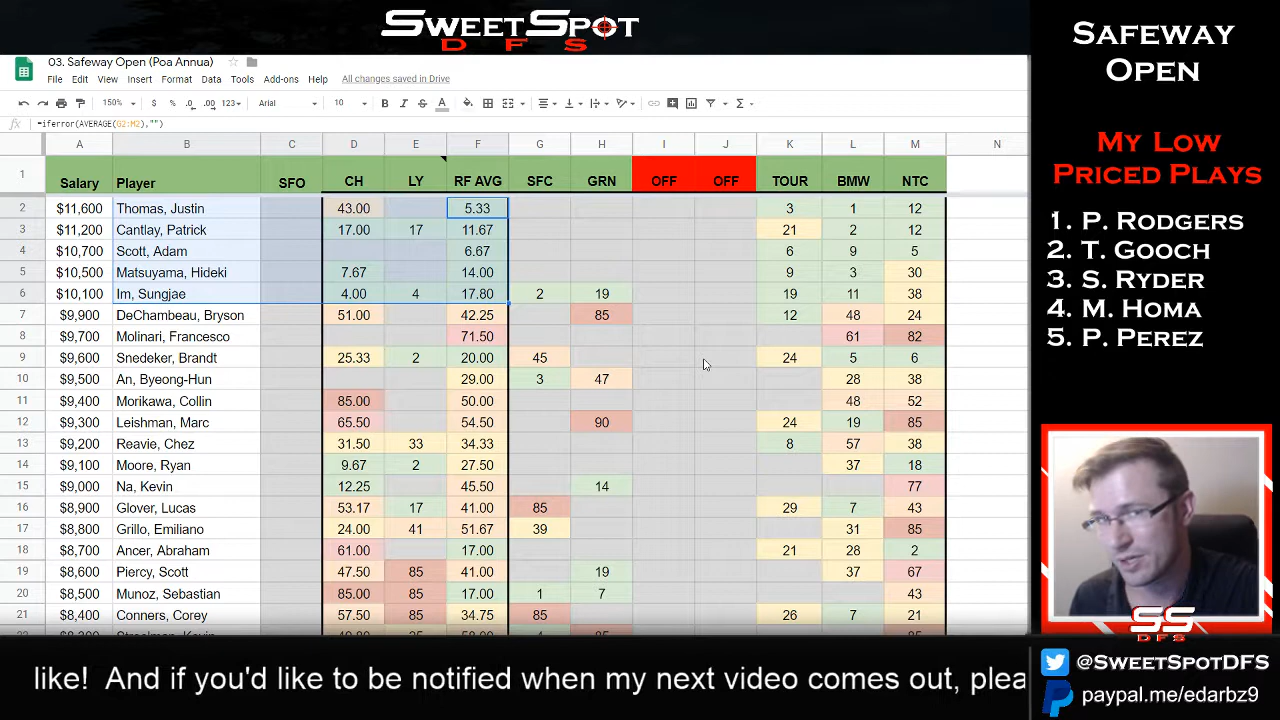 SweetSpot
DFS
03. Safeway Open (Poa Annua)
File Edit View Insert Format Data Tools Add-ons Help All changes saved in Drive
150% $ % .0 .00 123 Arial 10 B I S A
fx =iferror(AVERAGE(G2:M2),"")
A B C D E F G H I J K L M N
1 Salary Player SFO CH LY RF AVG SFC GRN OFF OFF TOUR BMW NTC
2 $11,600 Thomas, Justin 43.00 5.33 3 1 12
3 $11,200 Cantlay, Patrick 17.00 17 11.67 21 2 12
4 $10,700 Scott, Adam 6.67 6 9 5
5 $10,500 Matsuyama, Hideki 7.67 14.00 9 3 30
6 $10,100 Im, Sungjae 4.00 4 17.80 2 19 19 11 38
7 $9,900 DeChambeau, Bryson 51.00 42.25 85 12 48 24
8 $9,700 Molinari, Francesco 71.50 61 82
9 $9,600 Snedeker, Brandt 25.33 2 20.00 45 24 5 6
10 $9,500 An, Byeong-Hun 29.00 3 47 28 38
11 $9,400 Morikawa, Collin 85.00 50.00 48 52
12 $9,300 Leishman, Marc 65.50 54.50 90 24 19 85
13 $9,200 Reavie, Chez 31.50 33 34.33 8 57 38
14 $9,100 Moore, Ryan 9.67 2 27.50 37 18
15 $9,000 Na, Kevin 12.25 45.50 14 77
16 $8,900 Glover, Lucas 53.17 17 41.00 85 29 7 43
17 $8,800 Grillo, Emiliano 24.00 41 51.67 39 31 85
18 $8,700 Ancer, Abraham 61.00 17.00 21 28 2
19 $8,600 Piercy, Scott 47.50 85 41.00 19 37 67
20 $8,500 Munoz, Sebastian 85.00 85 17.00 1 7 43
21 $8,400 Conners, Corey 57.50 85 34.75 85 26 7 21
Safeway
Open
My Low
Priced Plays
1. P. Rodgers
2. T. Gooch
3. S. Ryder
4. M. Homa
5. P. Perez
SS
DFS
like! And if you'd like to be notified when my next video comes out, plea
@SweetSpotDFS
paypal.me/edarbz9